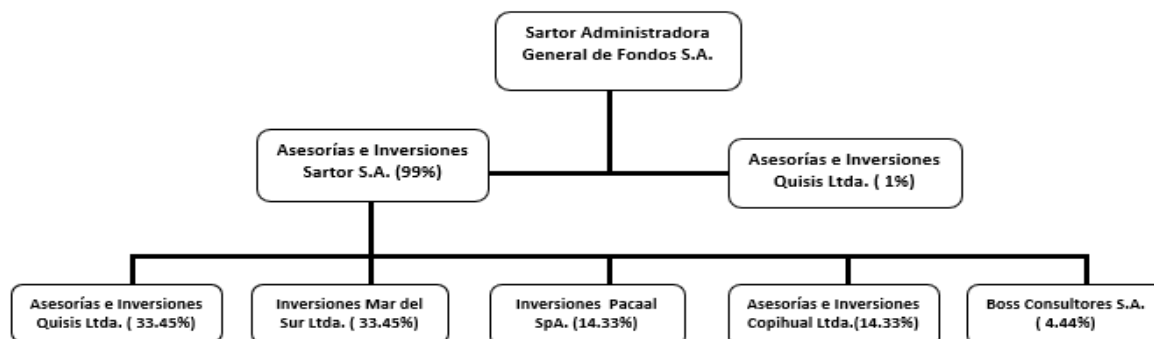 Sartor Administradora
General de Fondos S.A.
Asesorías e Inversiones
Sartor S.A. (99%)
Asesorías e Inversiones
Quisis Ltda. ( 1%)
Asesorías e Inversiones
Quisis Ltda. ( 33.45%)
Inversiones Mar del
Sur Ltda. ( 33.45%)
Inversiones Pacaal
SpA. (14.33%)
Asesorías e Inversiones
Copihual Ltda.(14.33%)
Boss Consultores S.A.
( 4.44%)